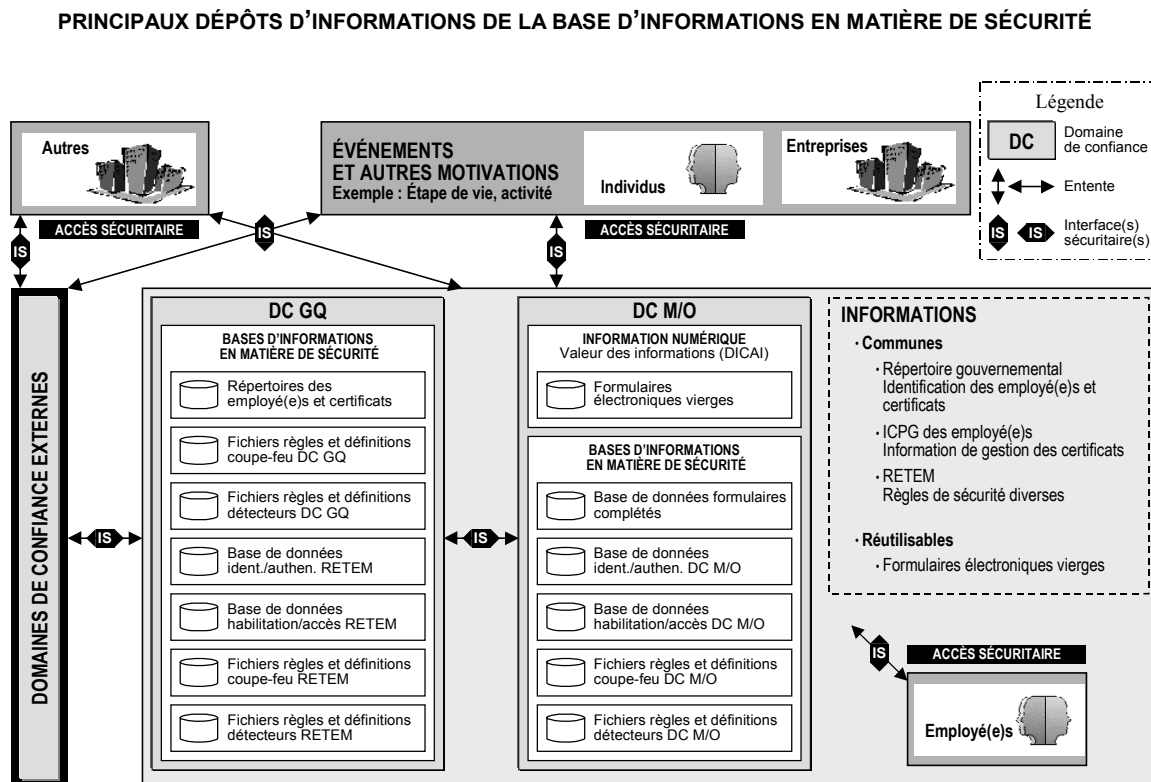 PRINCIPAUX DÉPÔTS D’INFORMATIONS DE LA BASE D’INFORMATIONS EN MATIÈRE DE SÉCURITÉ
Légende
DC
Domaine
de confiance
Entente
IS
IS
Interface(s)
sécuritaire(s)
Autres
ÉVÉNEMENTS
ET AUTRES MOTIVATIONS
Exemple : Étape de vie, activité
Individus
Entreprises
ACCÈS SÉCURITAIRE
ACCÈS SÉCURITAIRE
IS
IS
IS
DOMAINES DE CONFIANCE EXTERNES
IS
DC GQ
BASES D’INFORMATIONS
EN MATIÈRE DE SÉCURITÉ
Répertoires des
employé(e)s et certificats
Fichiers règles et définitions
coupe-feu DC GQ
Fichiers règles et définitions
détecteurs DC GQ
Base de données
ident./authen. RETEM
Base de données
habilitation/accès RETEM
Fichiers règles et définitions
coupe-feu RETEM
Fichiers règles et définitions
détecteurs RETEM
IS
DC M/O
INFORMATION NUMÉRIQUE
Valeur des informations (DICAI)
Formulaires
électroniques vierges
BASES D’INFORMATIONS
EN MATIÈRE DE SÉCURITÉ
Base de données formulaires
complétés
Base de données
ident./authen. DC M/O
Base de données
habilitation/accès DC M/O
Fichiers règles et définitions
coupe-feu DC M/O
Fichiers règles et définitions
détecteurs DC M/O
INFORMATIONS
· Communes
· Répertoire gouvernemental
Identification des employé(e)s et
certificats
· ICPG des employé(e)s
Information de gestion des certificats
· RETEM
Règles de sécurité diverses
· Réutilisables
· Formulaires électroniques vierges
IS
ACCÈS SÉCURITAIRE
Employé(e)s